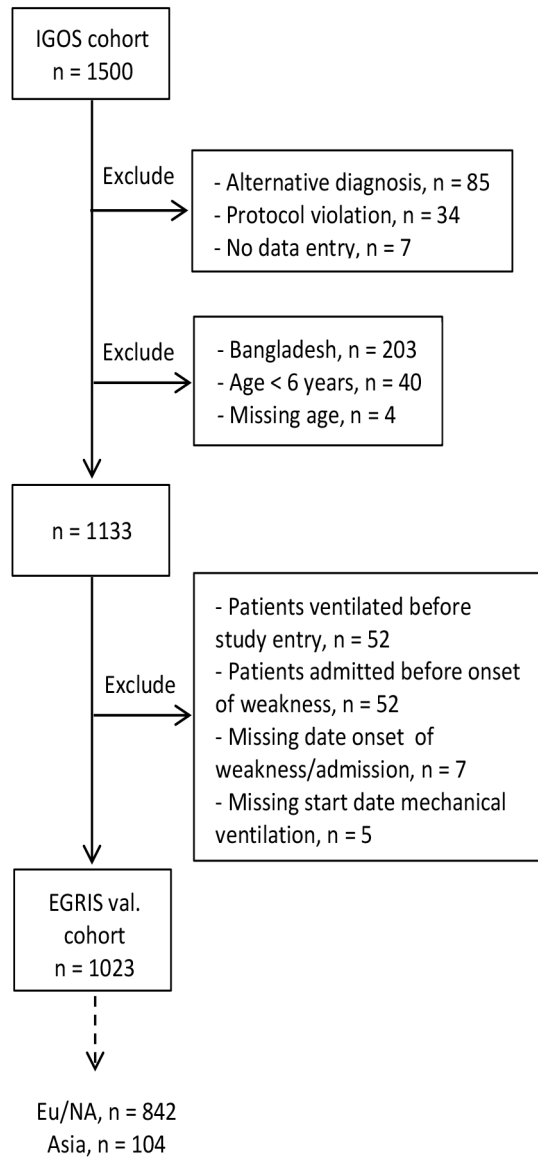 IGOS cohort
n = 1500
Exclude
- Alternative diagnosis, n = 85
- Protocol violation, n = 34
- No data entry, n = 7
Exclude
- Bangladesh, n = 203
- Age < 6 years, n = 40
- Missing age, n = 4
n = 1133
Exclude
- Patients ventilated before
study entry, n = 52
- Patients admitted before onset
of weakness, n = 52
- Missing date onset of
weakness/admission, n = 7
- Missing start date mechanical
ventilation, n = 5
EGRIS val.
cohort
n = 1023
Eu/NA, n = 842
Asia, n = 104